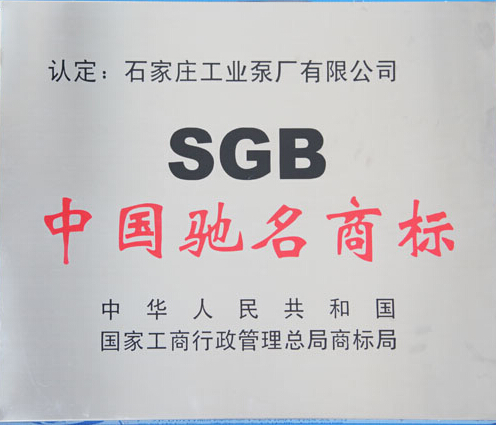 认定：石家庄工业泵厂有限公司
SGB
中国驰名商标
中华人民共和国
国家工商行政管理总局商标局